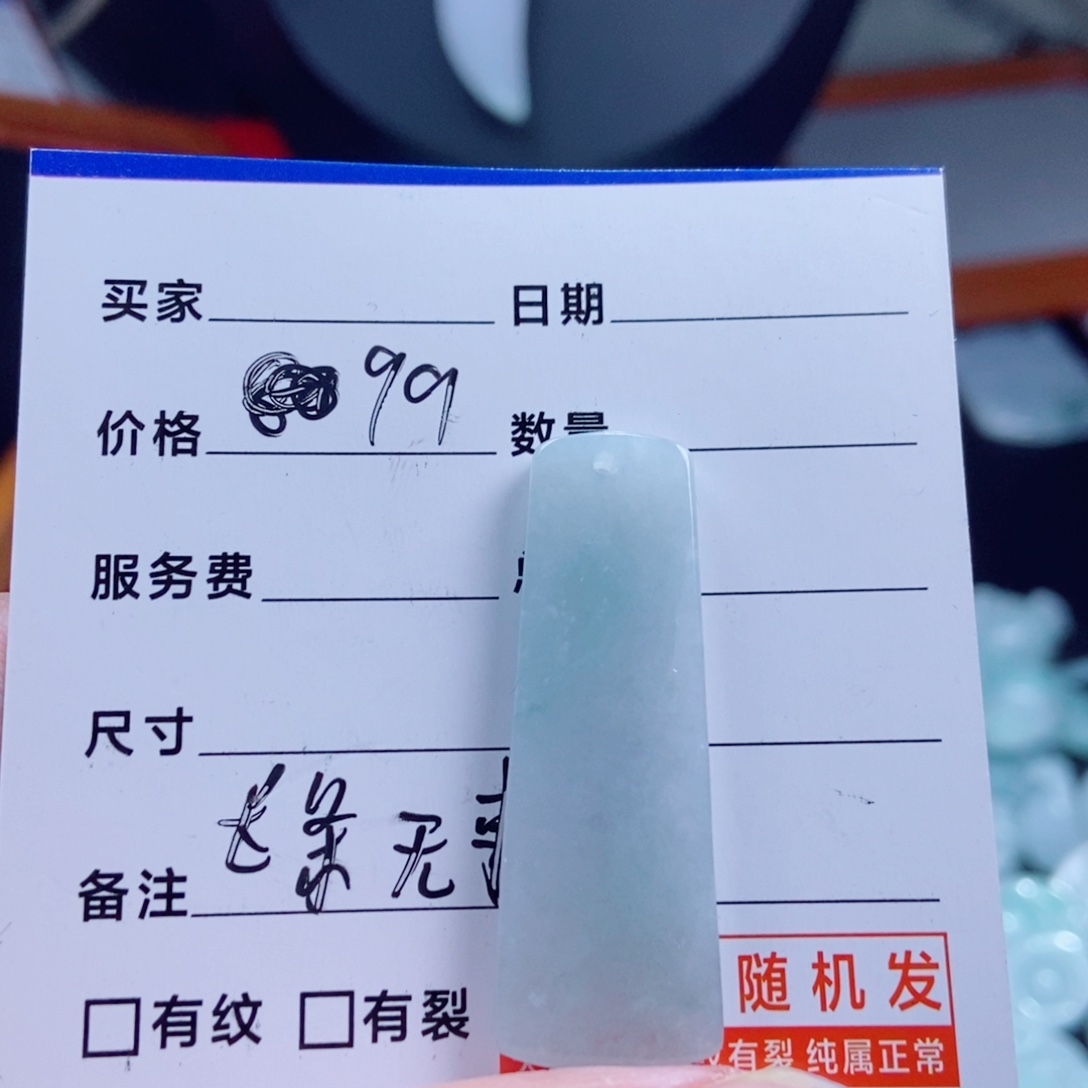 买家 日期
价格 99 数量
服务费
尺寸
备注 长条无事
□有纹 □有裂
随机发
有裂 纯属正常